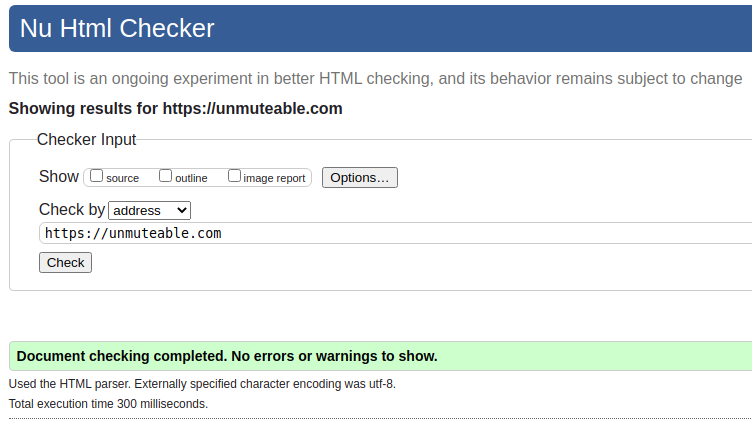 Nu Html Checker
This tool is an ongoing experiment in better HTML checking, and its behavior remains subject to change
Showing results for https://unmuteable.com
Checker Input
Show source outline image report Options...
Check by address
https://unmuteable.com
Check
Document checking completed. No errors or warnings to show.
Used the HTML parser. Externally specified character encoding was utf-8.
Total execution time 300 milliseconds.